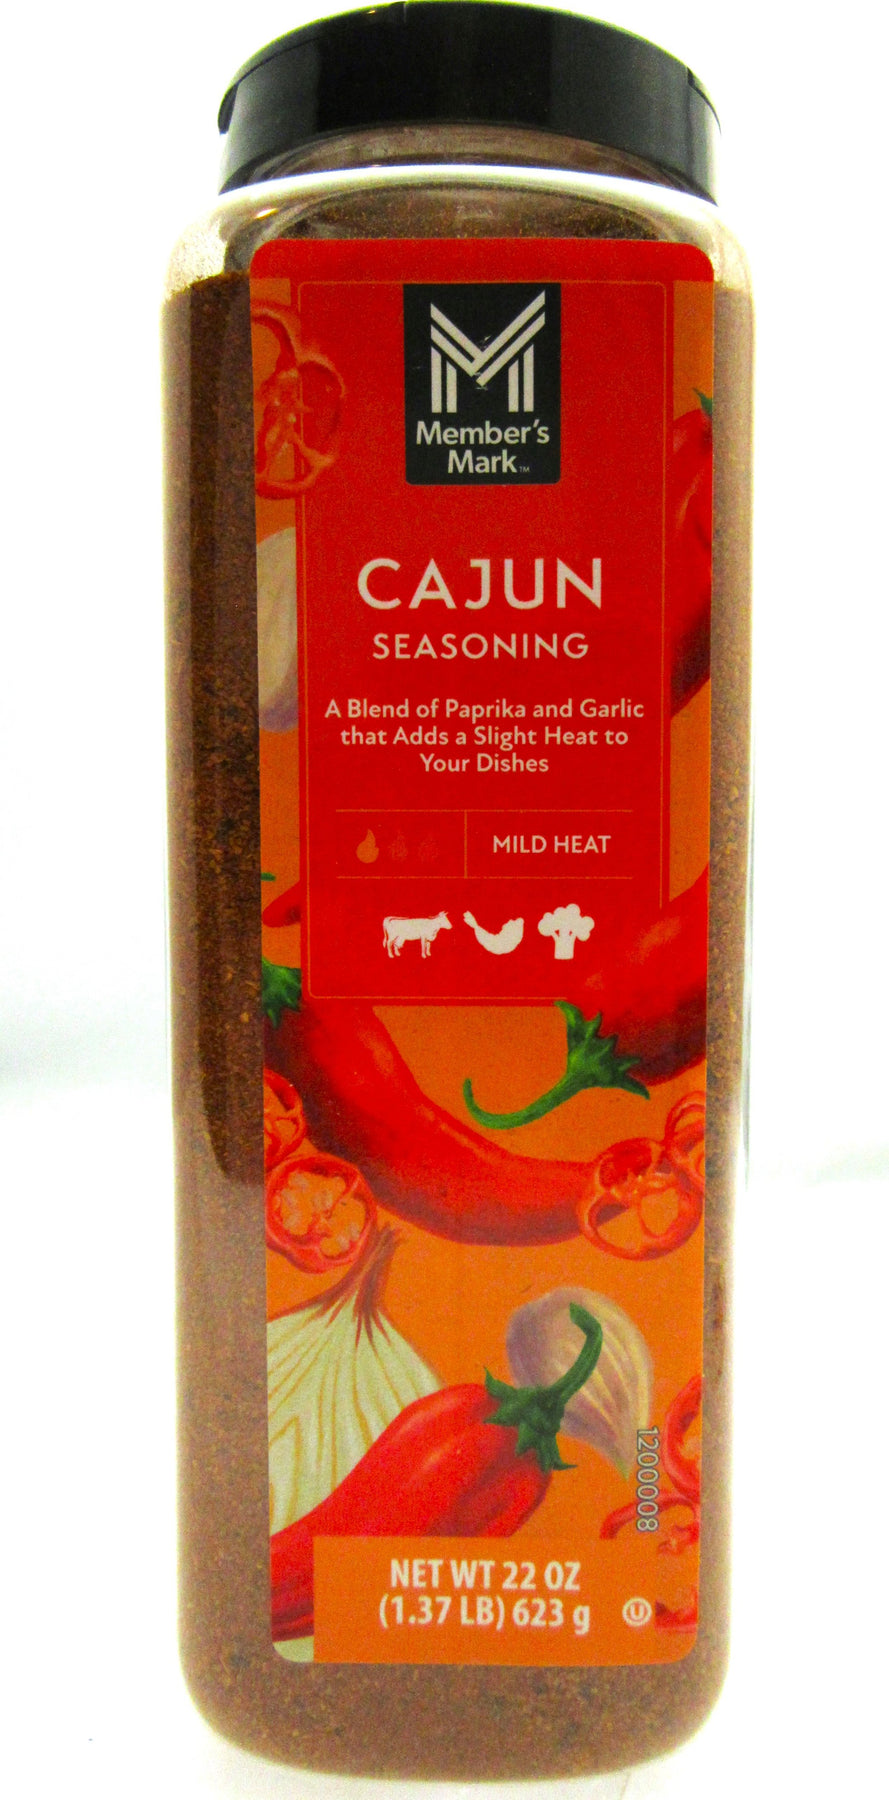 Member's
Mark™
CAJUN
SEASONING
A Blend of Paprika and Garlic
that Adds a Slight Heat to
Your Dishes
MILD HEAT
1200008
NET WT 22 OZ
(1.37 LB) 623 g
U